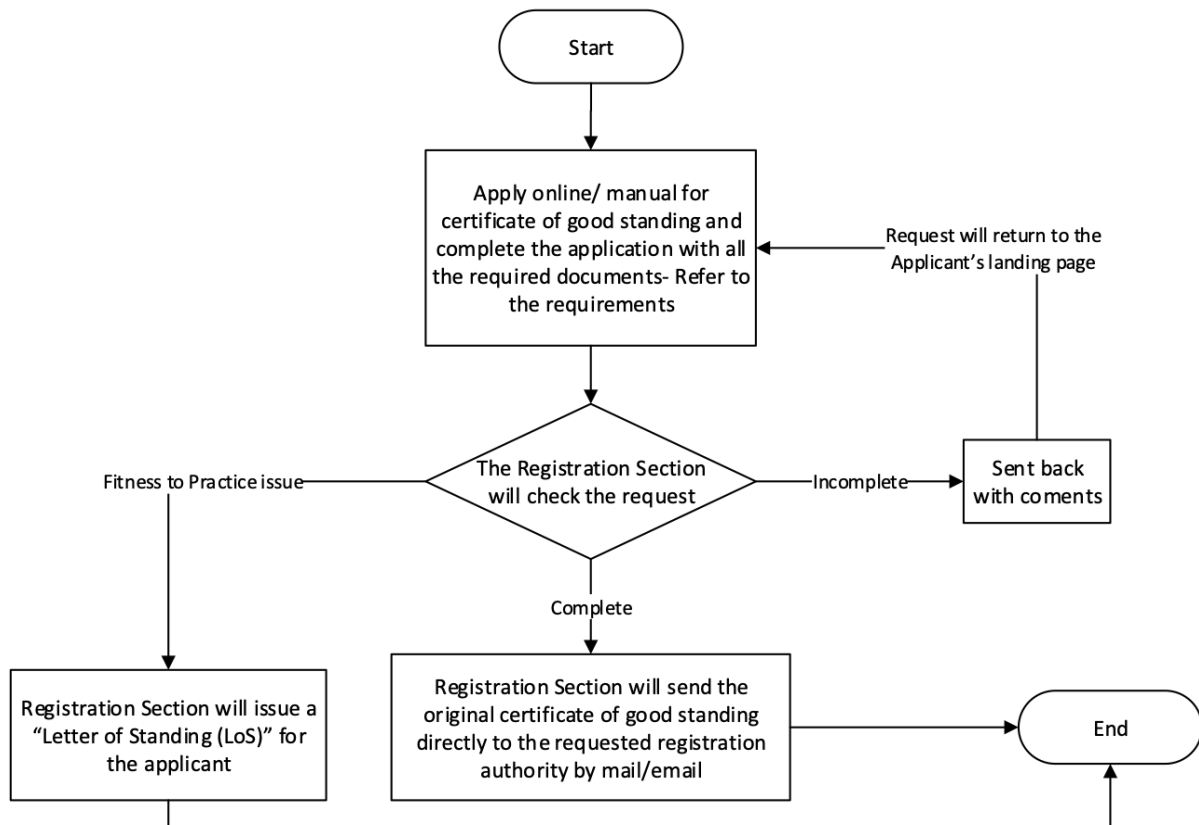 Start
Apply online/ manual for
certificate of good standing and
complete the application with all
the required documents- Refer to
the requirements
Request will return to the
Applicant’s landing page
The Registration Section
will check the request
Fitness to Practice issue
Incomplete
Sent back
with coments
Complete
Registration Section will issue a
“Letter of Standing (LoS)” for
the applicant
Registration Section will send the
original certificate of good standing
directly to the requested registration
authority by mail/email
End